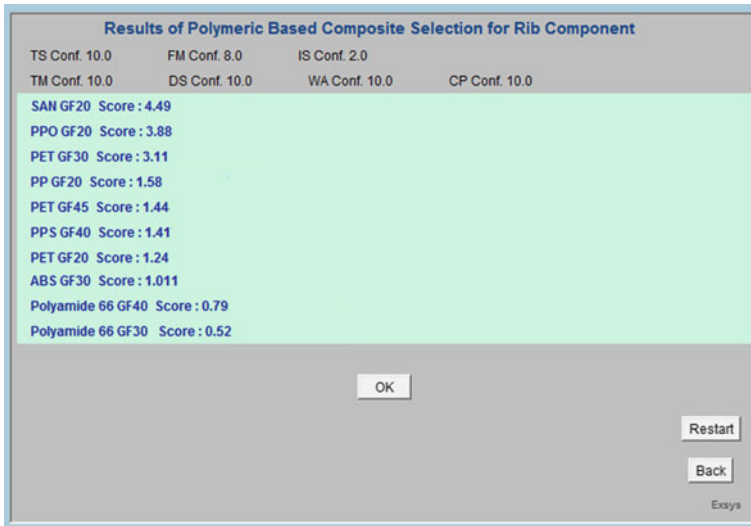 Results of Polymeric Based Composite Selection for Rib Component
TS Conf. 10.0 FM Conf. 8.0 IS Conf. 2.0
TM Conf. 10.0 DS Conf. 10.0 WA Conf. 10.0 CP Conf. 10.0
SAN GF20 Score : 4.49
PPO GF20 Score : 3.88
PET GF30 Score : 3.11
PP GF20 Score : 1.58
PET GF45 Score : 1.44
PPS GF40 Score : 1.41
PET GF20 Score : 1.24
ABS GF30 Score : 1.011
Polyamide 66 GF40 Score : 0.79
Polyamide 66 GF30 Score : 0.52
OK
Restart
Back
Exsys